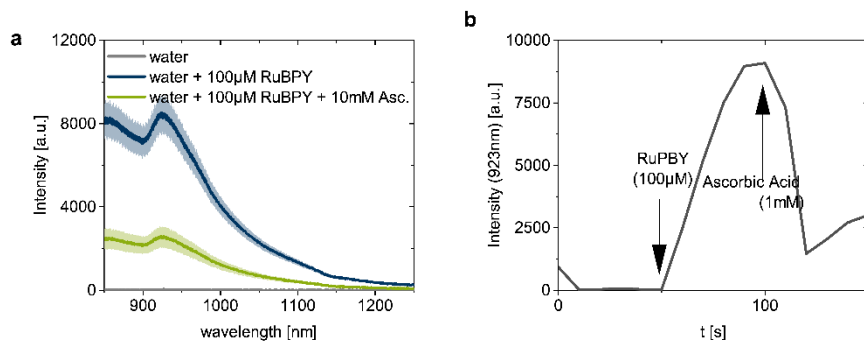 a
12000
8000
4000
0
Intensity [a.u.]
water
water + 100µM RuBPY
water + 100µM RuBPY + 10mM Asc.
900
1000
1100
1200
wavelength [nm]
b
10000
7500
5000
2500
0
Intensity (923nm) [a.u.]
RuPBY
(100µM)
Ascorbic Acid
(1mM)
0
100
t [s]